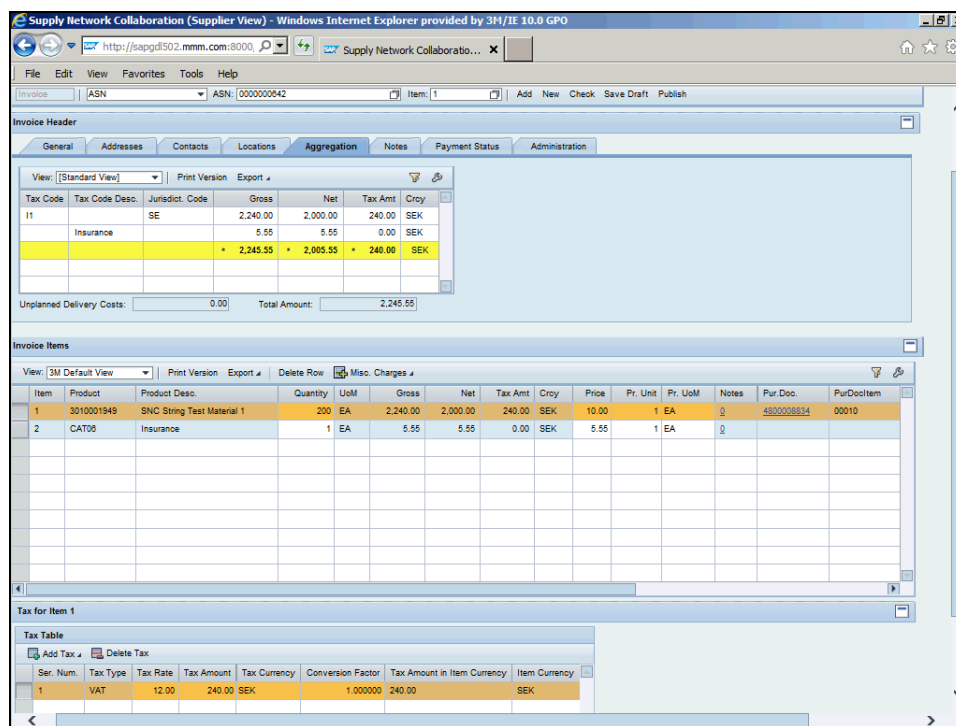 Supply Network Collaboration (Supplier View) - Windows Internet Explorer provided by 3M/IE 10.0 GPO
http://sapgdl502.mmm.com:8000, Supply Network Collaboratio... X
File Edit View Favorites Tools Help
Invoice ASN ASN: 0000000642 Item: 1 Add New Check Save Draft Publish
Invoice Header
General Addresses Contacts Locations Aggregation Notes Payment Status Administration
View: [Standard View] Print Version Export
Tax Code Tax Code Desc. Jurisdict. Code Gross Net Tax Amt Crcy
I1 SE 2,240.00 2,000.00 240.00 SEK
Insurance 5.55 5.55 0.00 SEK
* 2,245.55 * 2,005.55 * 240.00 SEK
Unplanned Delivery Costs: 0.00 Total Amount: 2,245.55
Invoice Items
View: 3M Default View Print Version Export Delete Row Misc. Charges
Item Product Product Desc. Quantity UoM Gross Net Tax Amt Crcy Price Pr. Unit Pr. UoM Notes Pur.Doc. PurDocItem
1 3010001949 SNC String Test Material 1 200 EA 2,240.00 2,000.00 240.00 SEK 10.00 1 EA 0 4800008834 00010
2 CAT06 Insurance 1 EA 5.55 5.55 0.00 SEK 5.55 1 EA 0
Tax for Item 1
Tax Table
Add Tax Delete Tax
Ser. Num. Tax Type Tax Rate Tax Amount Tax Currency Conversion Factor Tax Amount in Item Currency Item Currency
1 VAT 12.00 240.00 SEK 1.000000 240.00 SEK